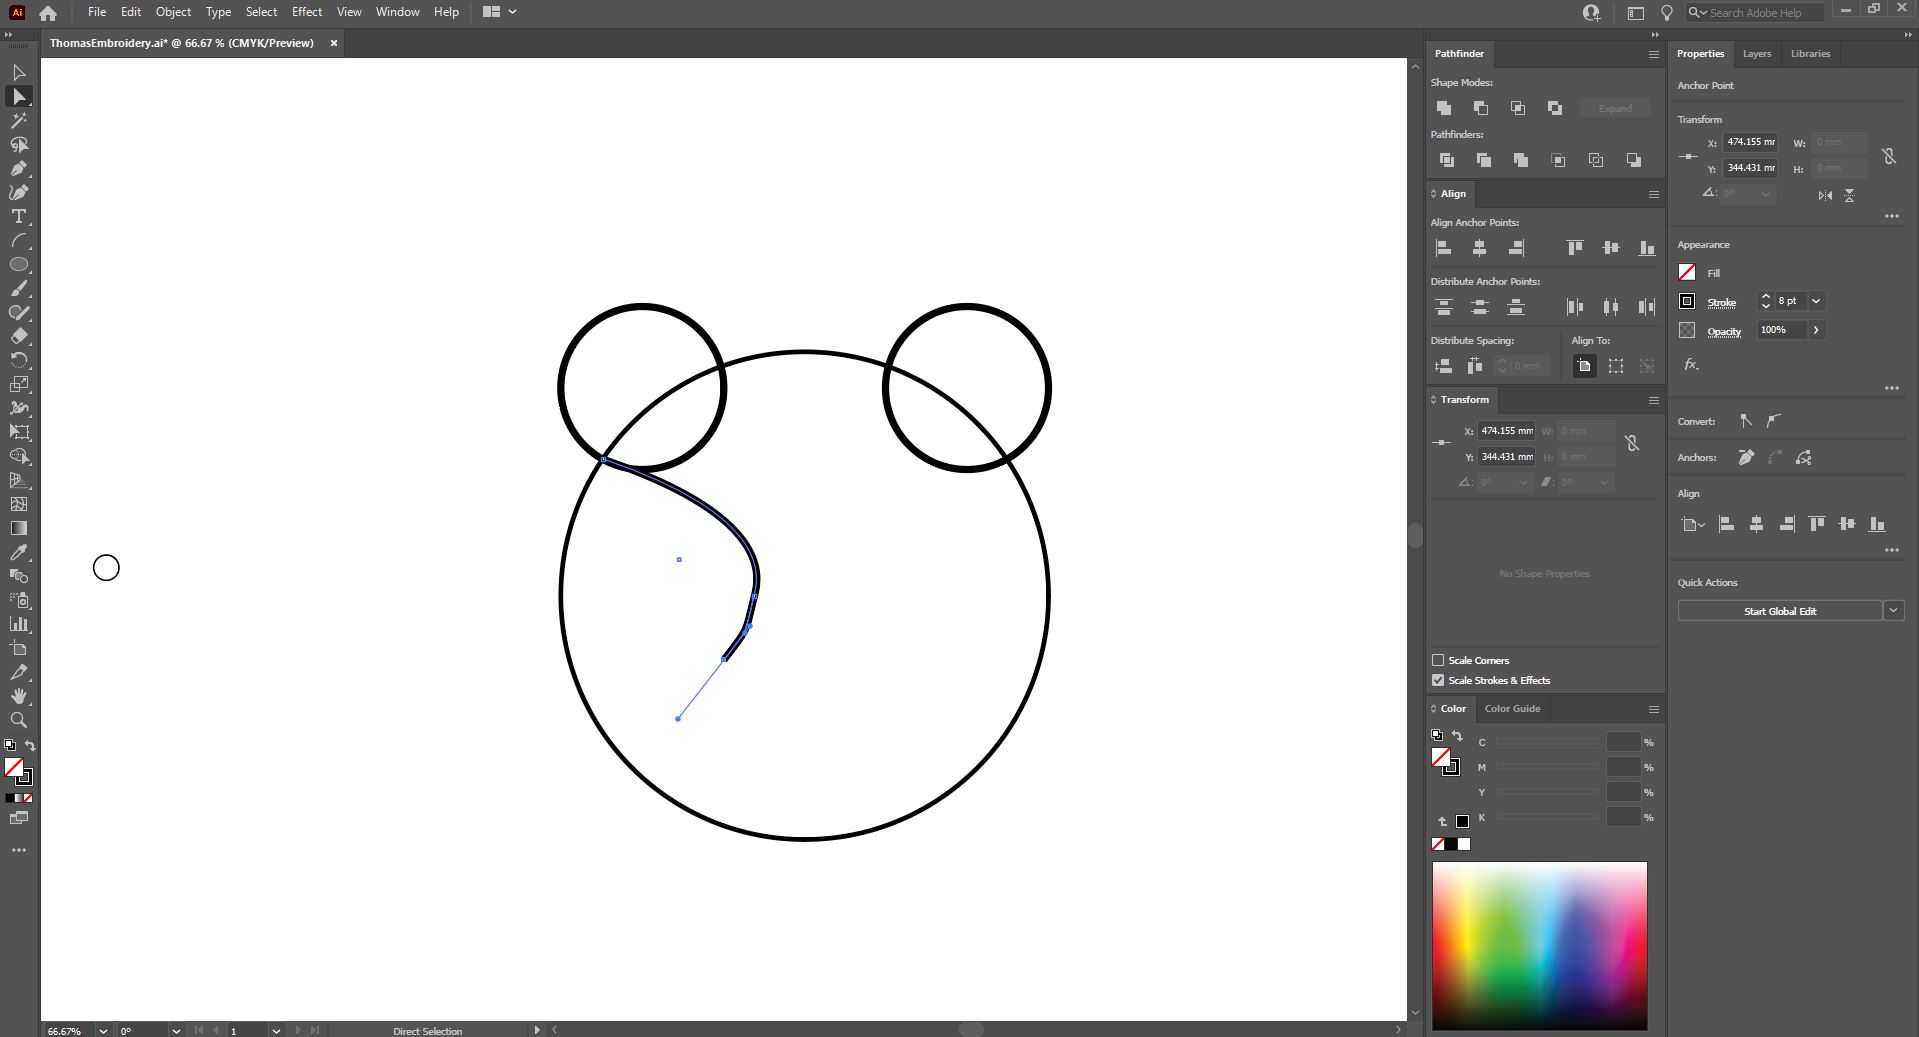 Ai File Edit Object Type Select Effect View Window Help Search Adobe Help
ThomasEmbroidery.ai* @ 66.67 % (CMYK/Preview) ×
Pathfinder
Shape Modes:
Expand
Pathfinders:
Align
Align Anchor Points:
Distribute Anchor Points:
Distribute Spacing: Align To:
0 mm
Transform
X: 474.155 mm W: 0 mm
Y: 344.431 mm H: 0 mm
0° 0°
No Shape Properties
Scale Corners
Scale Strokes & Effects
Color Color Guide
C %
M %
Y %
K %
Properties Layers Libraries
Anchor Point
Transform
X: 474.155 mr W: 0 mm
Y: 344.431 mr H: 0 mm
0°
Appearance
Fill
Stroke 8 pt
Opacity 100%
fx.
Convert:
Anchors:
Align
Quick Actions
Start Global Edit
66.67% 0° 1 Direct Selection